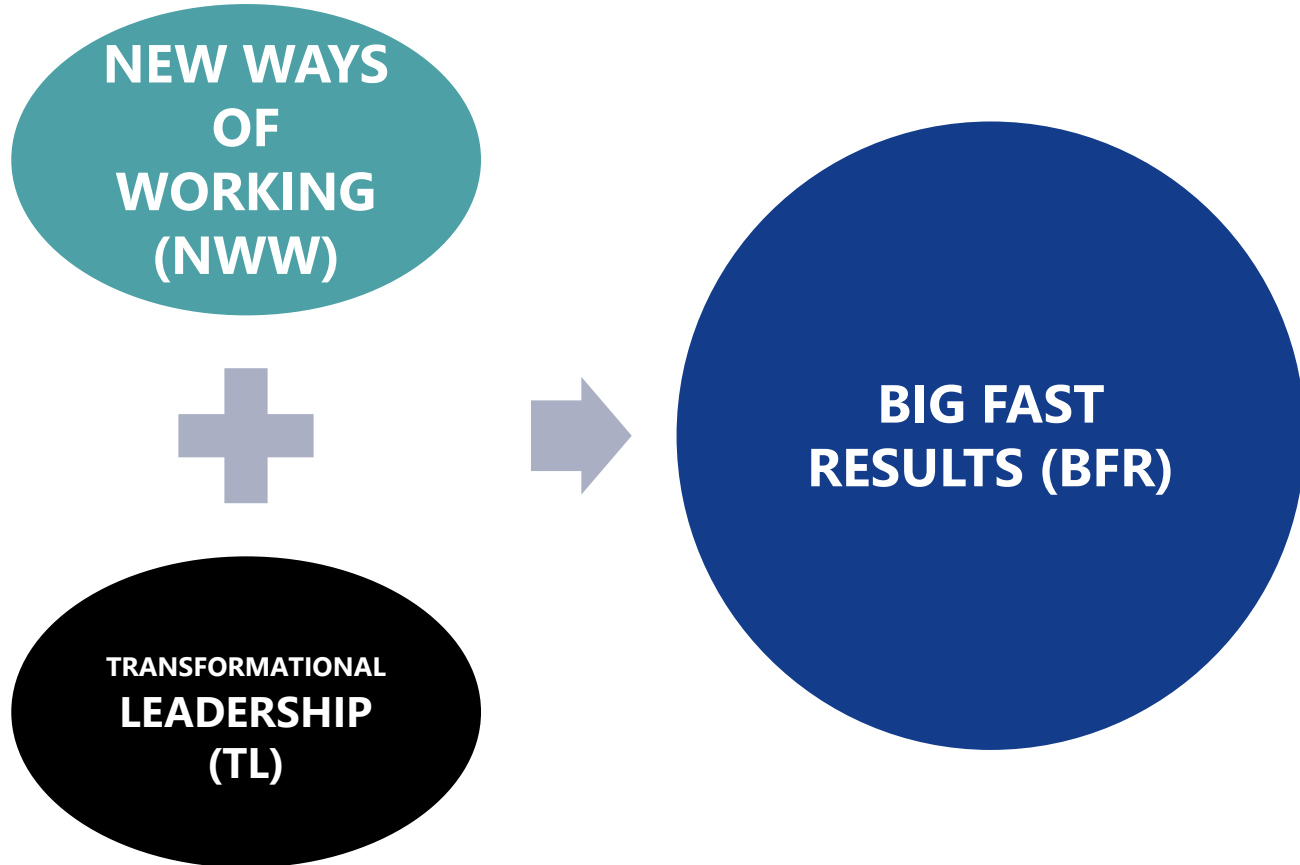 NEW WAYS
OF
WORKING
(NWW)
TRANSFORMATIONAL
LEADERSHIP
(TL)
BIG FAST
RESULTS (BFR)